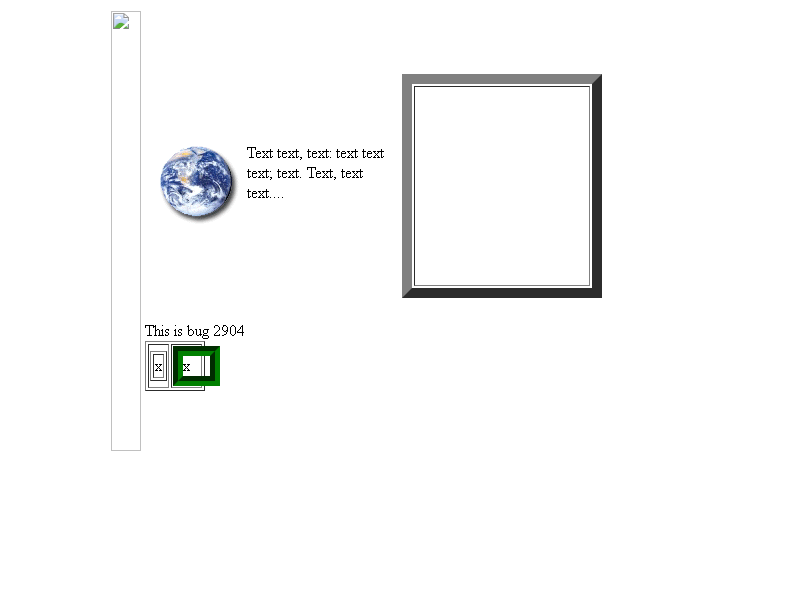 Text text, text: text text
text; text. Text, text
text....
This is bug 2904
x
x